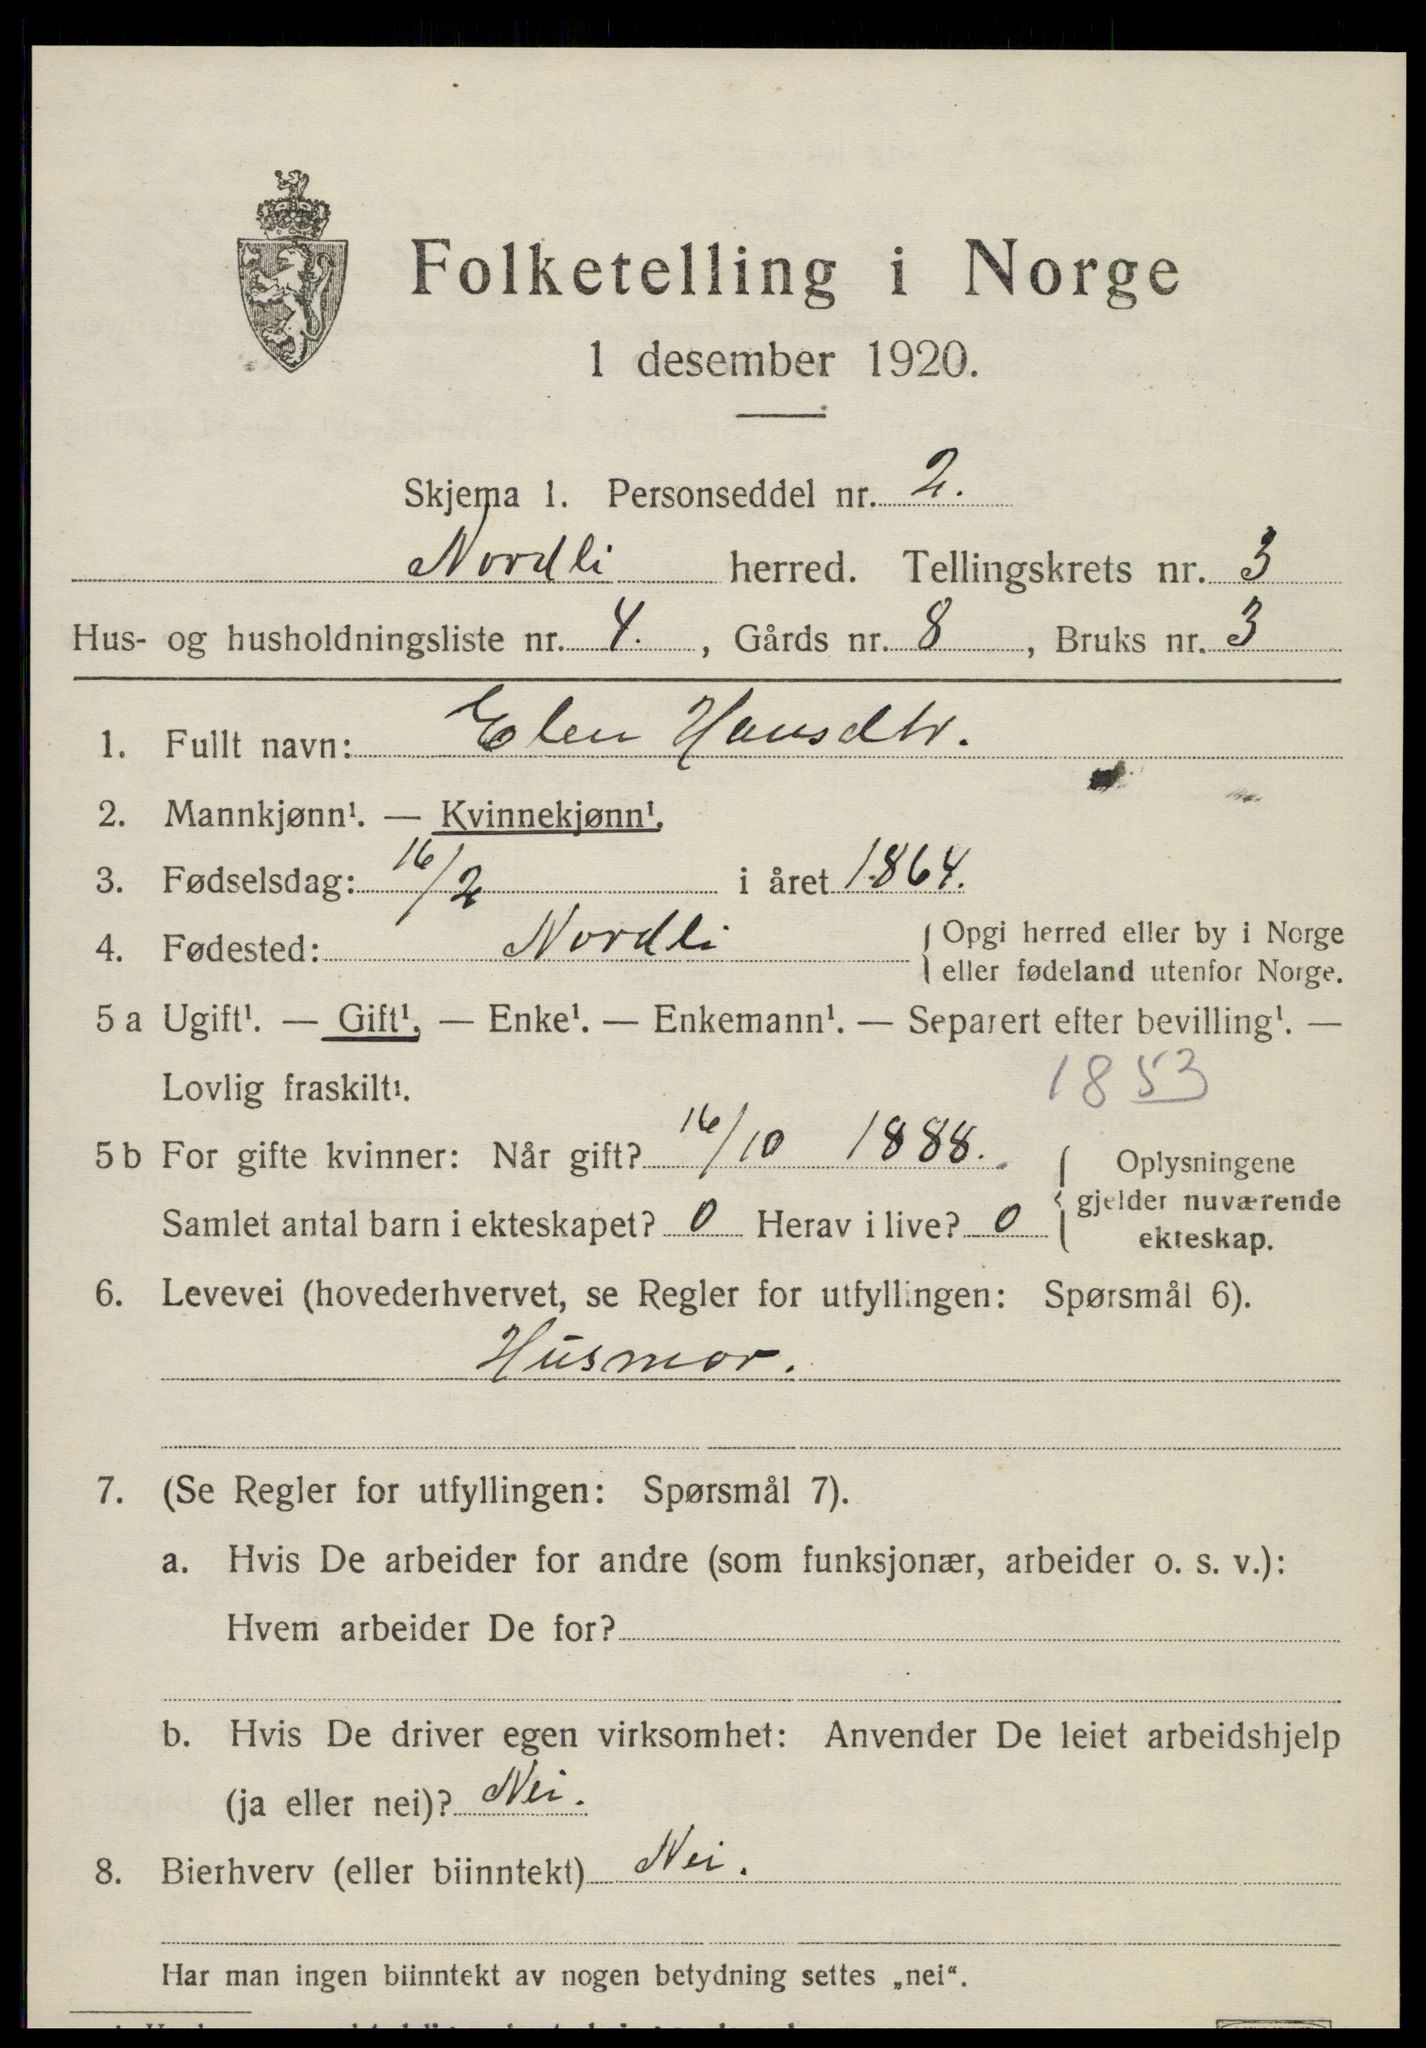 Folketelling i Norge
1 desember 1920.
Skjema 1. Personseddel nr. 2.
Nordli herred. Tellingskrets nr. 3
Hus- og husholdningsliste nr. 4. , Gårds nr. 8 , Bruks nr. 3
1. Fullt navn: Elen Hansdtr.
2. Mannkjønn¹. — Kvinnekjønn¹.
3. Fødselsdag: 16/2 i året 1864.
4. Fødested: Nordli { Opgi herred eller by i Norge
eller fødeland utenfor Norge.
5 a Ugift¹. — Gift¹, — Enke¹. — Enkemann¹. — Separert efter bevilling¹. —
Lovlig fraskilt¹. 1853
5 b For gifte kvinner: Når gift? 16/10 1888. { Oplysningene
gjelder nuværende
Samlet antal barn i ekteskapet? 0 Herav i live? 0
ekteskap.
6. Levevei (hovederhvervet, se Regler for utfyllingen: Spørsmål 6).
Husmor.
7. (Se Regler for utfyllingen: Spørsmål 7).
a. Hvis De arbeider for andre (som funksjonær, arbeider o. s. v.):
Hvem arbeider De for?
b. Hvis De driver egen virksomhet: Anvender De leiet arbeidshjelp
(ja eller nei)? Nei.
8. Bierhverv (eller biinntekt) Nei.
Har man ingen biinntekt av nogen betydning settes „nei“.